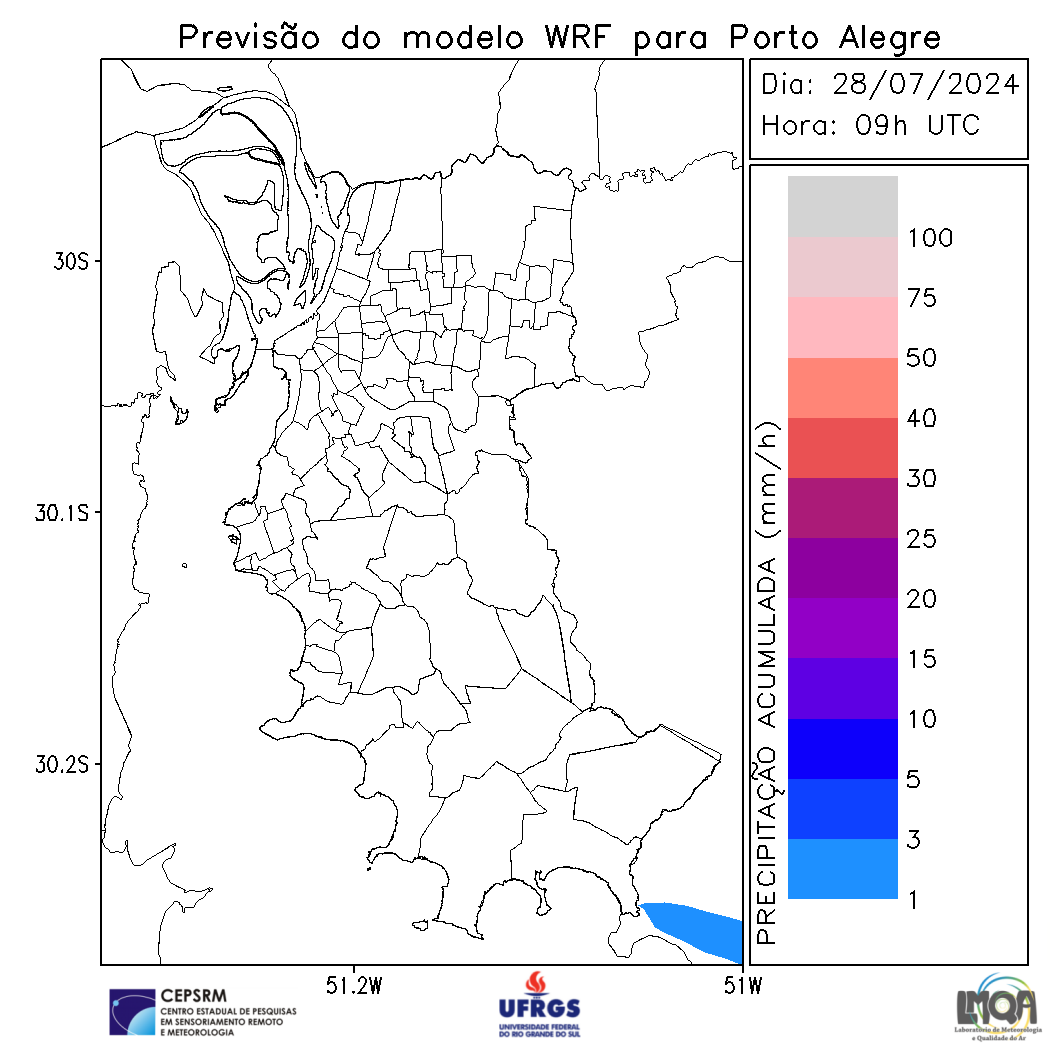 Previsão do modelo WRF para Porto Alegre
Dia: 28/07/2024
Hora: 09h UTC
30S
30.1S
30.2S
51.2W
51W
PRECIPITAÇÃO ACUMULADA (mm/h)
100
75
50
40
30
25
20
15
10
5
3
1
CEPSRM
CENTRO ESTADUAL DE PESQUISAS
EM SENSORIAMENTO REMOTO
E METEOROLOGIA
UFRGS
UNIVERSIDADE FEDERAL
DO RIO GRANDE DO SUL
LMQA
Laboratório de Meteorologia
e Qualidade do Ar